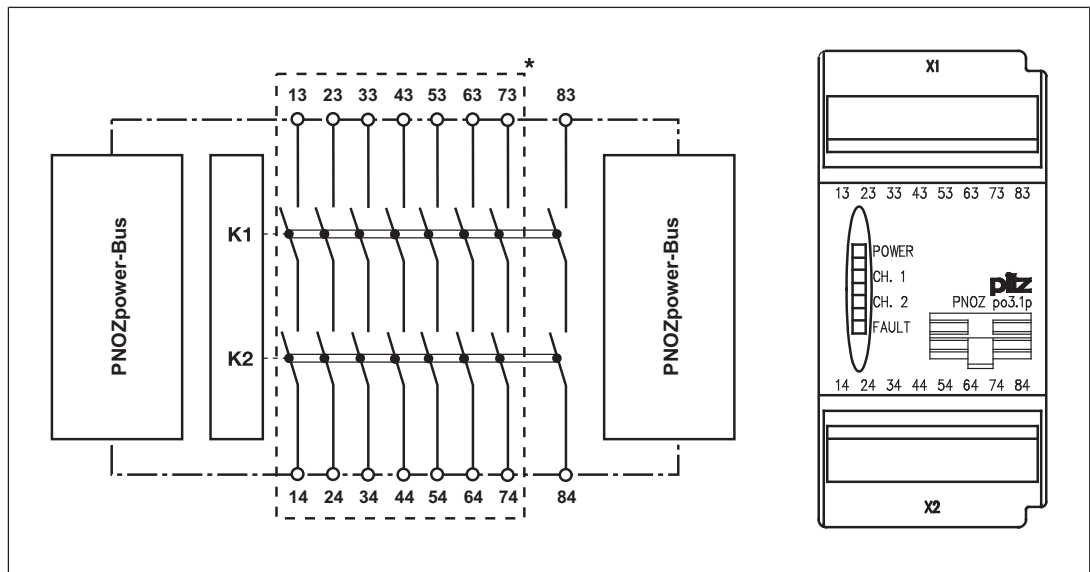 *
13 23 33 43 53 63 73 83
PNOZpower-Bus
K1
K2
PNOZpower-Bus
14 24 34 44 54 64 74 84
X1
13 23 33 43 53 63 73 83
POWER
CH. 1
pilz
CH. 2 PNOZ po3.1p
FAULT
14 24 34 44 54 64 74 84
X2